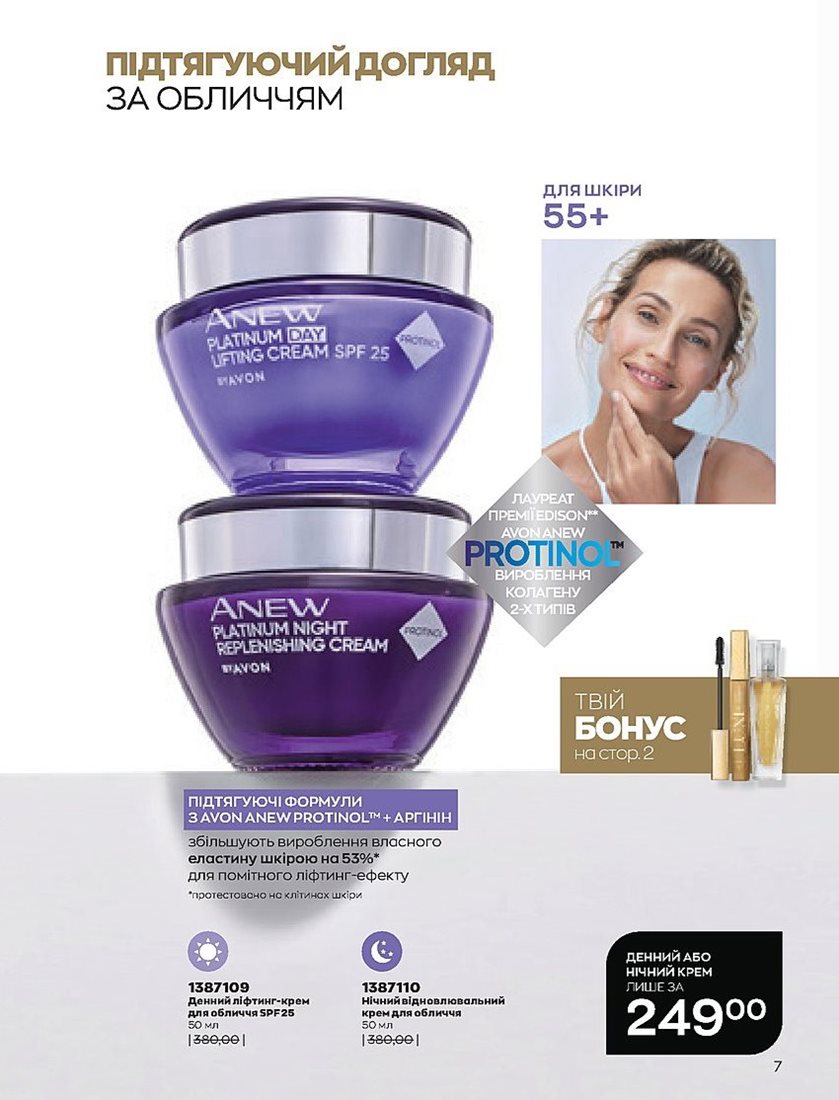 ПІДТЯГУЮЧИЙ ДОГЛЯД
ЗА ОБЛИЧЧЯМ
ДЛЯ ШКІРИ
55+
ANEW
PLATINUM DAY
LIFTING CREAM SPF 25
BY AVON
PROTINOL
ЛАУРЕАТ
ПРЕМІЇ EDISON**
AVON ANEW
PROTINOL™
ВИРОБЛЕННЯ
КОЛАГЕНУ
2-Х ТИПІВ
ANEW
PLATINUM NIGHT
REPLENISHING CREAM
BY AVON
PROTINOL
ТВІЙ
БОНУС
на стор. 2
LUXE
ПІДТЯГУЮЧІ ФОРМУЛИ
З AVON ANEW PROTINOL™ + АРГІНІН
збільшують вироблення власного
еластину шкірою на 53%*
для помітного ліфтинг-ефекту
*протестовано на клітинах шкіри
1387109
Денний ліфтинг-крем
для обличчя SPF25
50 мл
| 380,00 |
1387110
Нічний відновлювальний
крем для обличчя
50 мл
| 380,00 |
ДЕННИЙ АБО
НІЧНИЙ КРЕМ
ЛИШЕ ЗА
249⁰⁰
7